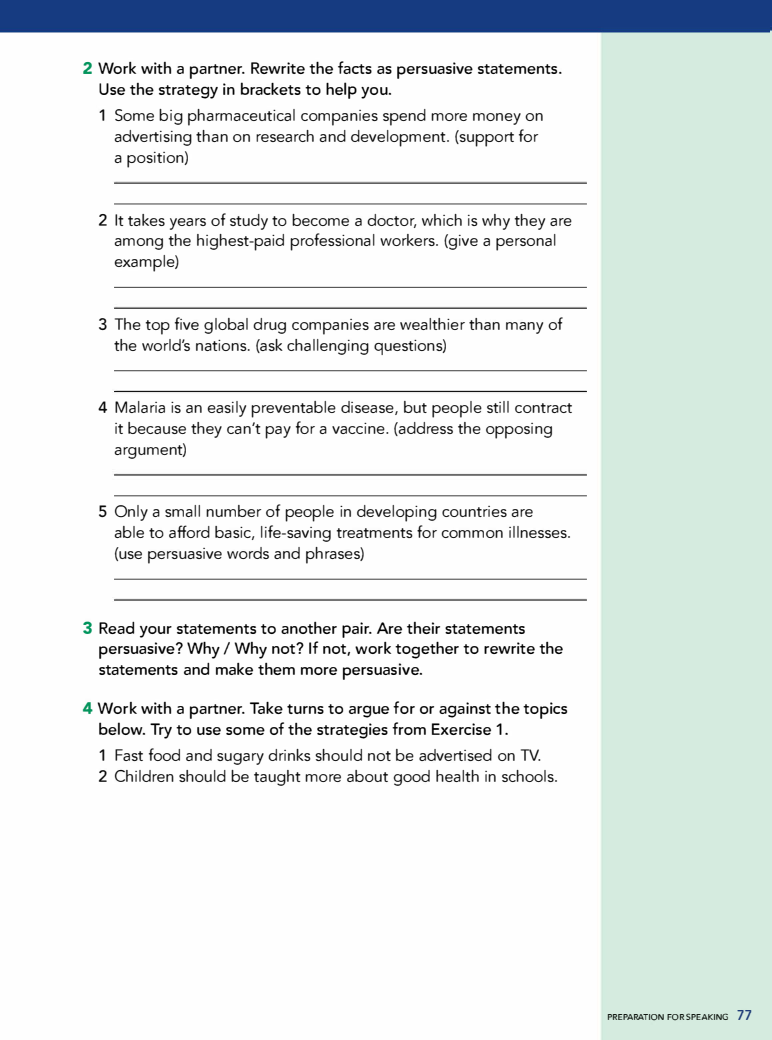 2 Work with a partner. Rewrite the facts as persuasive statements.
Use the strategy in brackets to help you.
1 Some big pharmaceutical companies spend more money on
advertising than on research and development. (support for
a position)
2 It takes years of study to become a doctor, which is why they are
among the highest-paid professional workers. (give a personal
example)
3 The top five global drug companies are wealthier than many of
the world's nations. (ask challenging questions)
4 Malaria is an easily preventable disease, but people still contract
it because they can't pay for a vaccine. (address the opposing
argument)
5 Only a small number of people in developing countries are
able to afford basic, life-saving treatments for common illnesses.
(use persuasive words and phrases)
3 Read your statements to another pair. Are their statements
persuasive? Why / Why not? If not, work together to rewrite the
statements and make them more persuasive.
4 Work with a partner. Take turns to argue for or against the topics
below. Try to use some of the strategies from Exercise 1.
1 Fast food and sugary drinks should not be advertised on TV.
2 Children should be taught more about good health in schools.
PREPARATION FOR SPEAKING 77